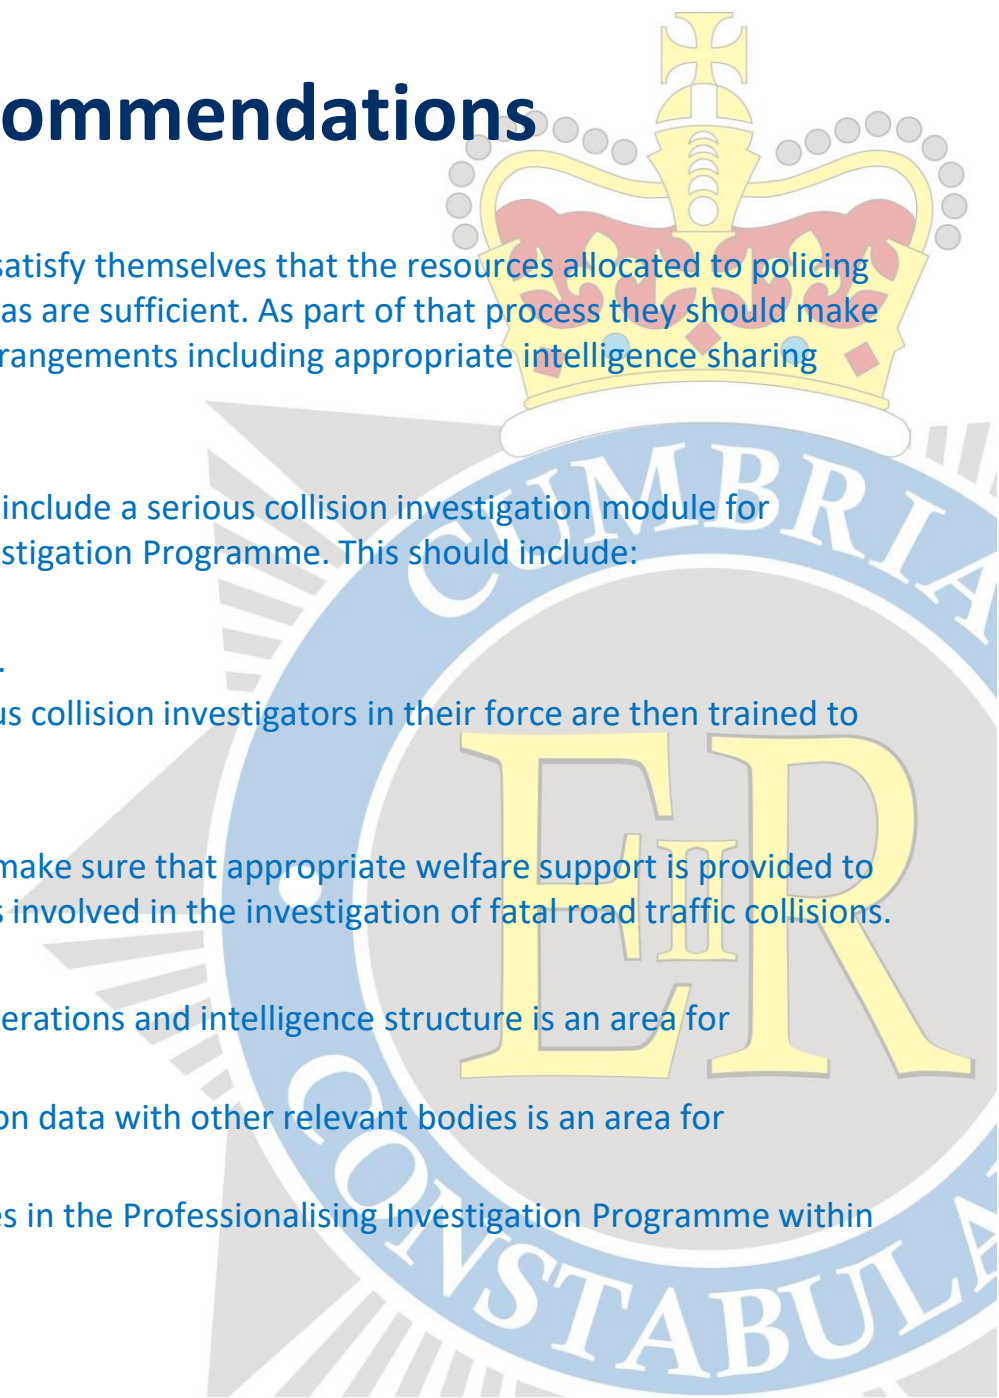 ommendations
satisfy themselves that the resources allocated to policing
as are sufficient. As part of that process they should make
rangements including appropriate intelligence sharing
include a serious collision investigation module for
stigation Programme. This should include:
.
us collision investigators in their force are then trained to
make sure that appropriate welfare support is provided to
s involved in the investigation of fatal road traffic collisions.
erations and intelligence structure is an area for
on data with other relevant bodies is an area for
es in the Professionalising Investigation Programme within
CUMBRIA
EIIR
CONSTABULA